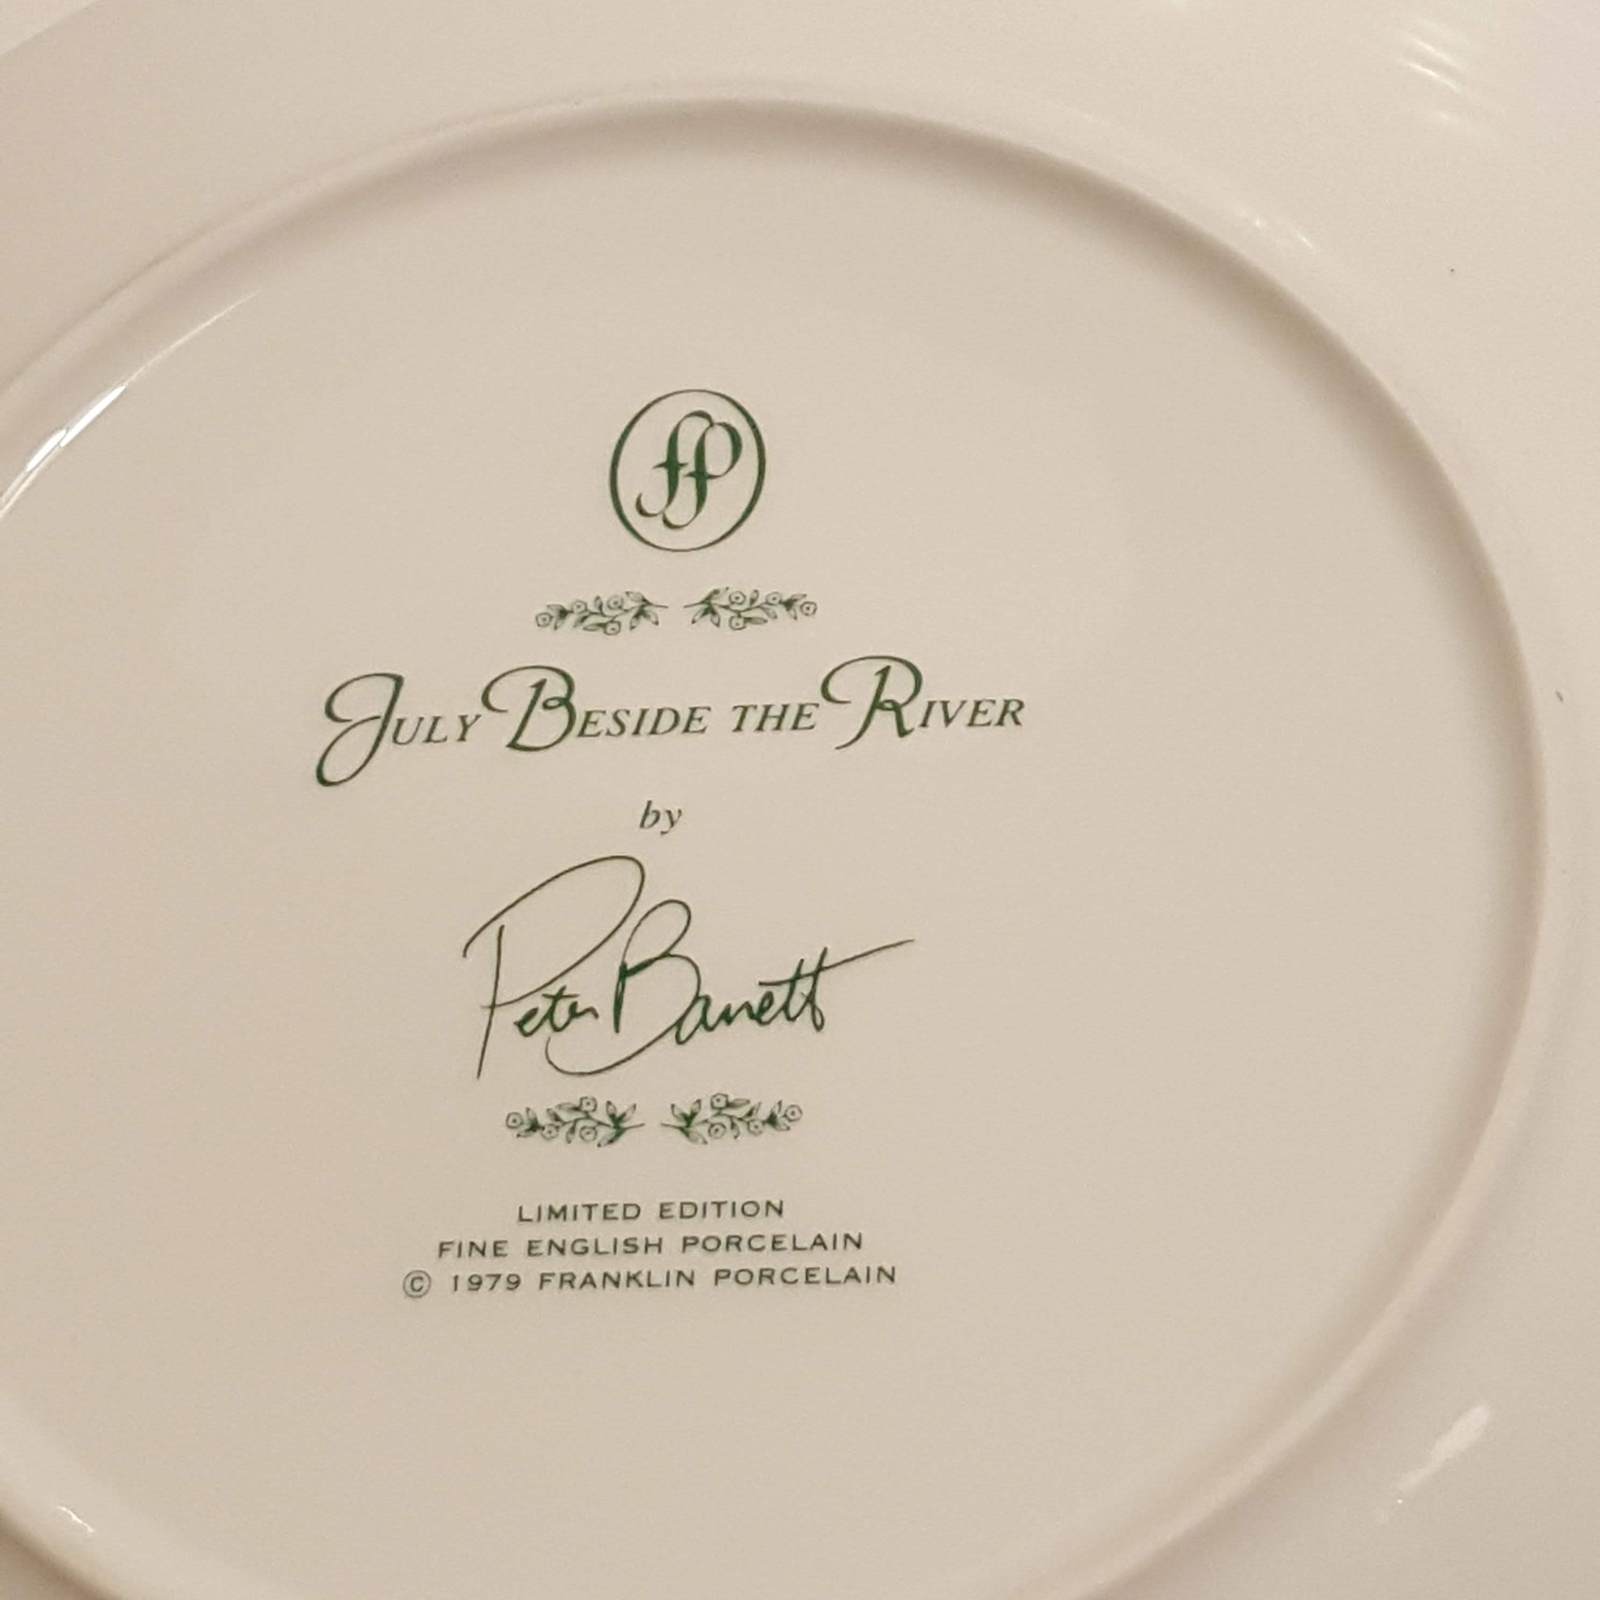 fp
July Beside the River
by
Peter Barrett
LIMITED EDITION
FINE ENGLISH PORCELAIN
© 1979 FRANKLIN PORCELAIN